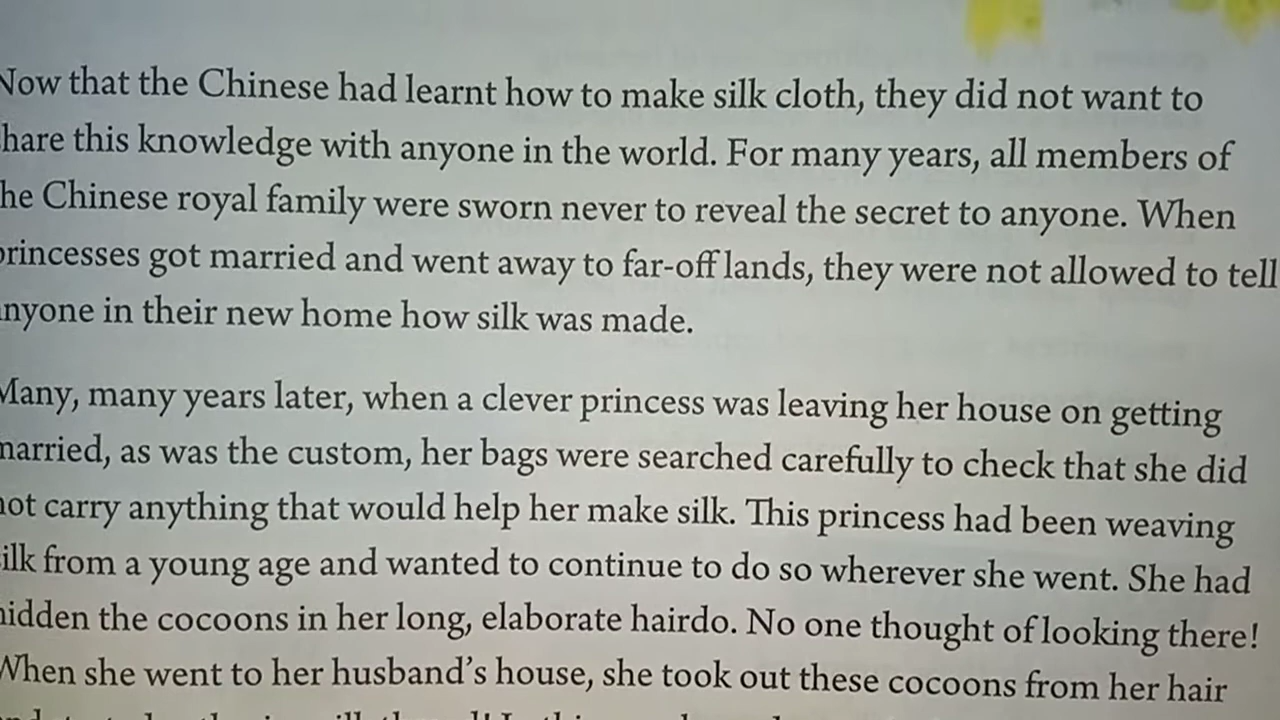 Now that the Chinese had learnt how to make silk cloth, they did not want to
hare this knowledge with anyone in the world. For many years, all members of
he Chinese royal family were sworn never to reveal the secret to anyone. When
princesses got married and went away to far-off lands, they were not allowed to tell
nyone in their new home how silk was made.
Many, many years later, when a clever princess was leaving her house on getting
married, as was the custom, her bags were searched carefully to check that she did
not carry anything that would help her make silk. This princess had been weaving
ilk from a young age and wanted to continue to do so wherever she went. She had
hidden the cocoons in her long, elaborate hairdo. No one thought of looking there!
When she went to her husband's house, she took out these cocoons from her hair